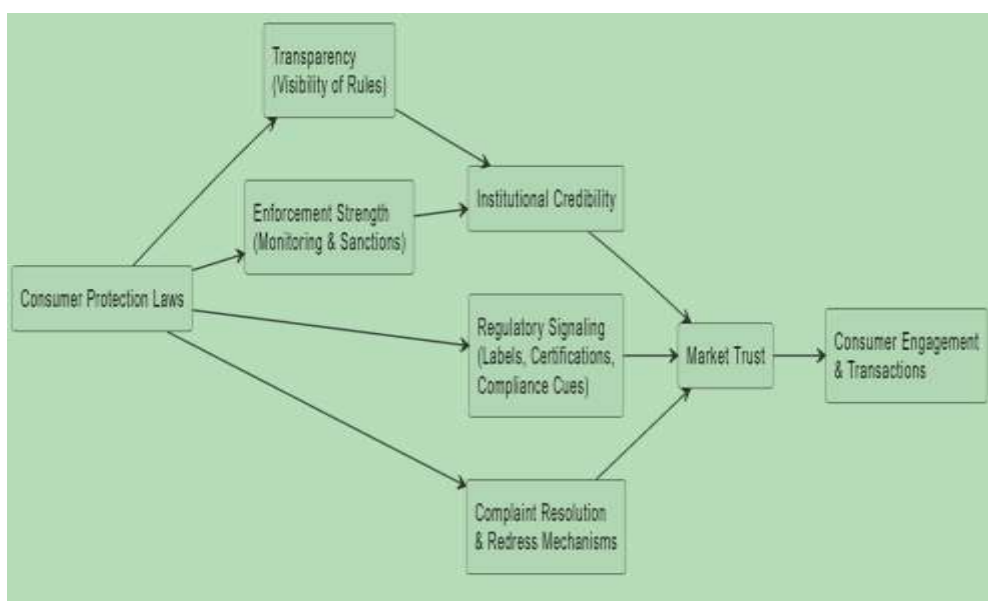 Transparency
(Visibility of Rules)
Institutional Credibility
Enforcement Strength
(Monitoring & Sanctions)
Consumer Protection Laws
Regulatory Signaling
(Labels, Certifications,
Compliance Cues)
Market Trust
Consumer Engagement
& Transactions
Complaint Resolution
& Redress Mechanisms